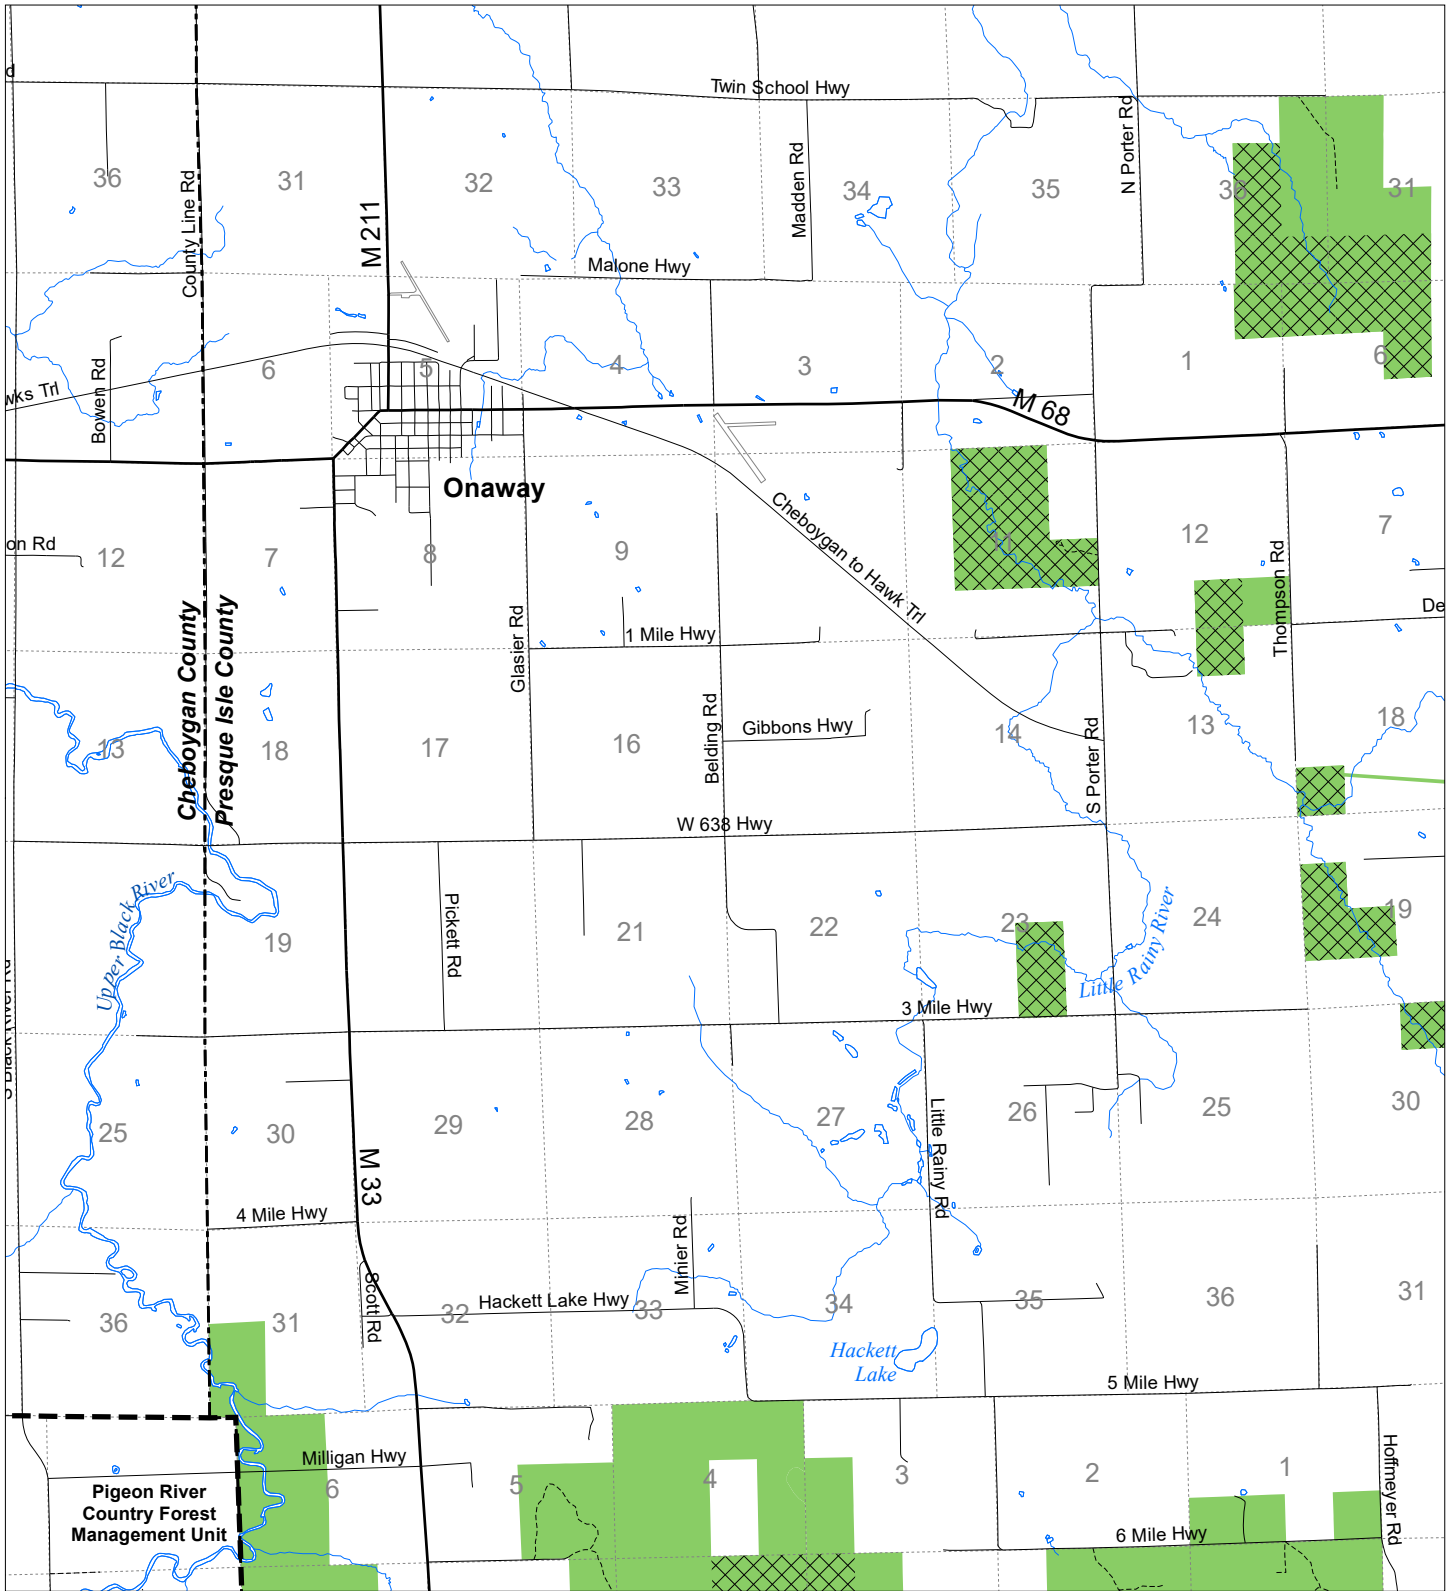 d
Twin School Hwy
36
31
32
33
34
35
36
31
County Line Rd
M 211
Madden Rd
N Porter Rd
Malone Hwy
6
5
4
3
2
1
6
wks Trl
Bowen Rd
M 68
Onaway
on Rd
12
7
8
9
Cheboygan to Hawk Trl
11
12
7
Thompson Rd
De
Cheboygan County
Presque Isle County
Glasier Rd
1 Mile Hwy
13
18
17
16
Belding Rd
Gibbons Hwy
14
S Porter Rd
13
18
W 638 Hwy
Upper Black River
19
Pickett Rd
21
22
23
24
19
Little Rainy River
3 Mile Hwy
S Black River Rd
25
30
29
28
27
Little Rainy Rd
26
25
30
M 33
4 Mile Hwy
Minier Rd
36
31
Scott Rd
32
Hackett Lake Hwy
33
34
35
36
31
Hackett
Lake
5 Mile Hwy
Milligan Hwy
6
5
4
3
2
1
Hoffmeyer Rd
Pigeon River
Country Forest
Management Unit
6 Mile Hwy